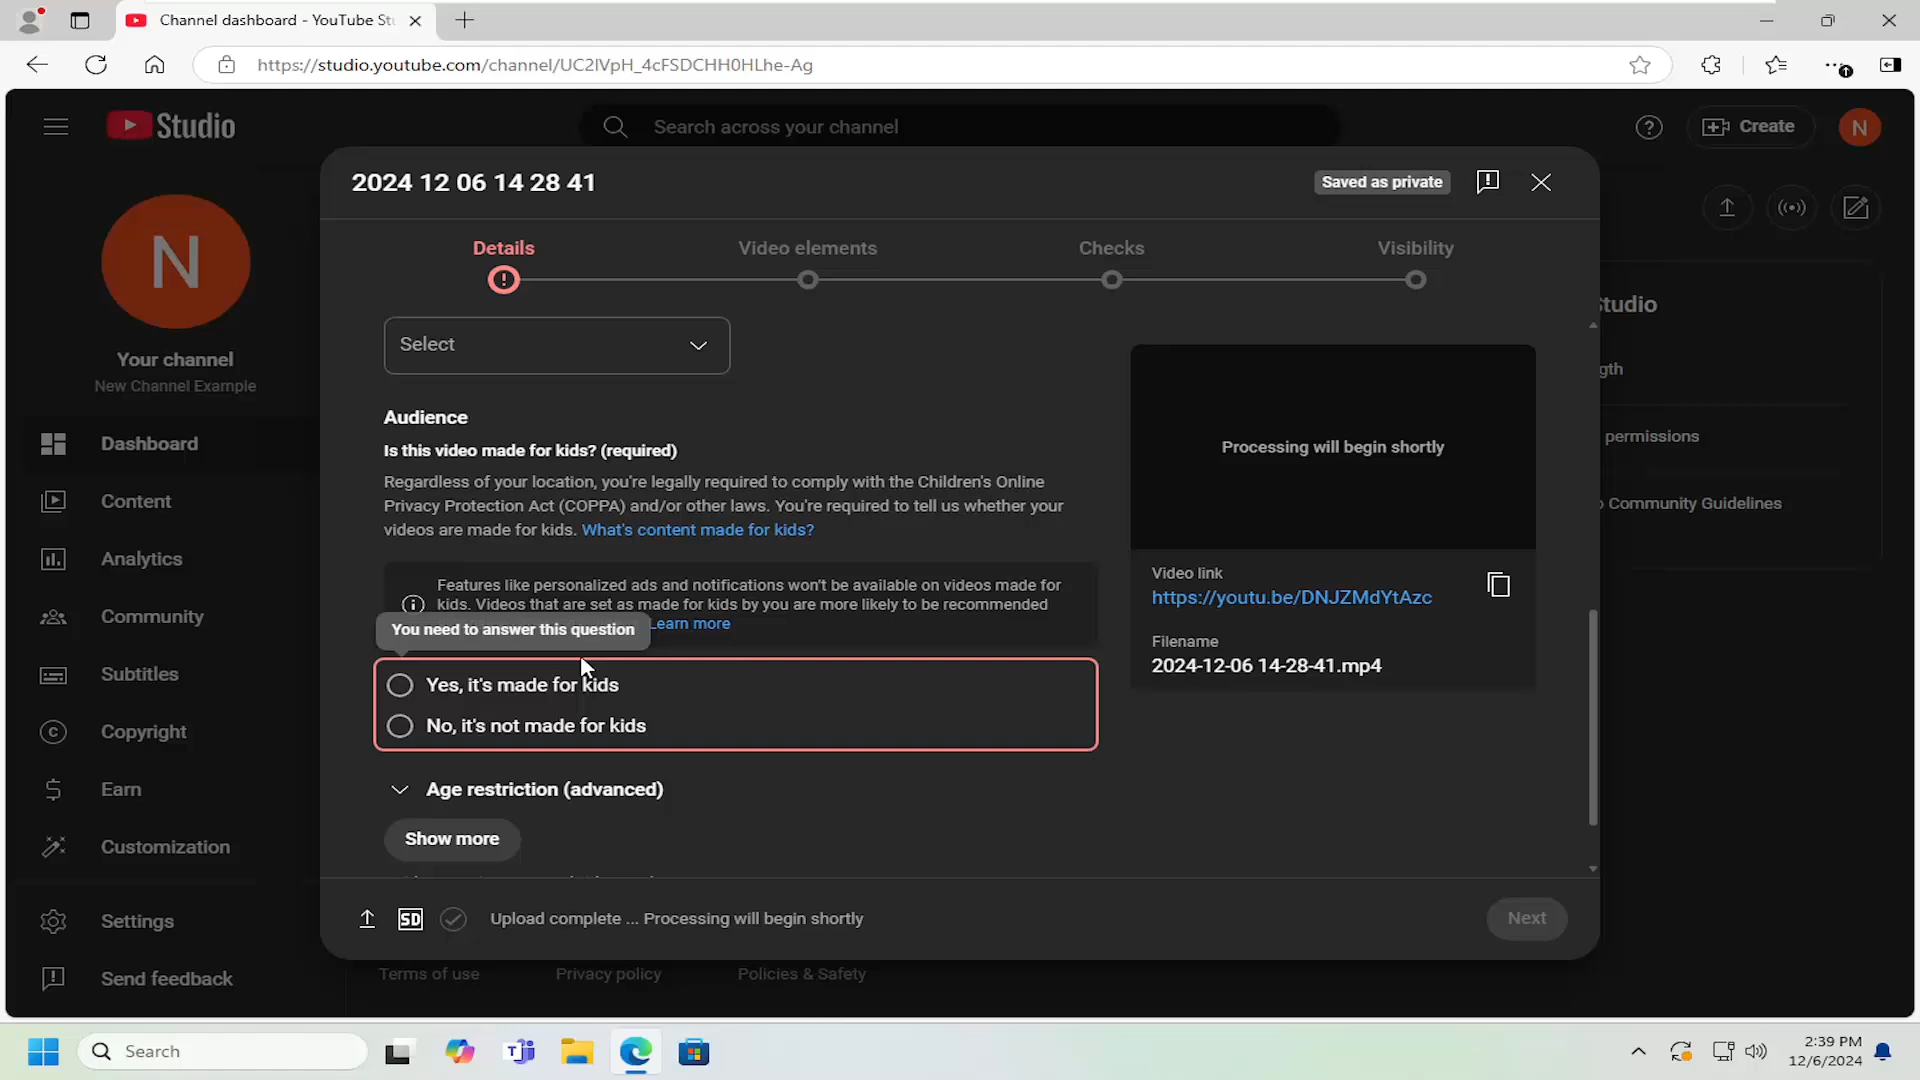 Channel dashboard - YouTube St
https://studio.youtube.com/channel/UC2IVpH_4cFSDCHH0HLhe-Ag
Studio
Search across your channel
Create
N
2024 12 06 14 28 41
Saved as private
Details
Video elements
Checks
Visibility
N
Your channel
New Channel Example
Dashboard
Content
Analytics
Community
Subtitles
Copyright
Earn
Customization
Settings
Send feedback
Select
Audience
Is this video made for kids? (required)
Regardless of your location, you're legally required to comply with the Children's Online
Privacy Protection Act (COPPA) and/or other laws. You're required to tell us whether your
videos are made for kids. What's content made for kids?
Features like personalized ads and notifications won't be available on videos made for
kids. Videos that are set as made for kids by you are more likely to be recommended
Learn more
You need to answer this question
Yes, it's made for kids
No, it's not made for kids
Age restriction (advanced)
Show more
Processing will begin shortly
Video link
https://youtu.be/DNJZMdYtAzc
Filename
2024-12-06 14-28-41.mp4
Studio
gth
permissions
Community Guidelines
SD
Upload complete ... Processing will begin shortly
Next
Terms of use
Privacy policy
Policies & Safety
Search
2:39 PM
12/6/2024